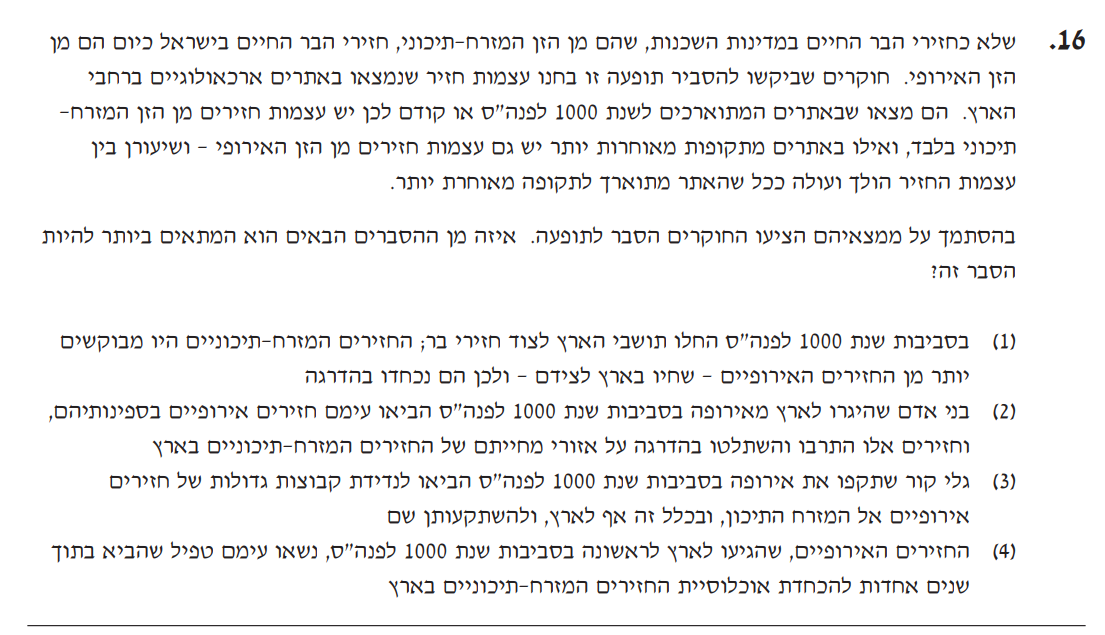 16. שלא כחזירי הבר החיים במדינות השכנות, שהם מן הזן המזרח-תיכוני, חזירי הבר החיים בישראל כיום הם מן
הזן האירופי. חוקרים שביקשו להסביר תופעה זו בחנו עצמות חזיר שנמצאו באתרים ארכאולוגיים ברחבי
הארץ. הם מצאו שבאתרים המתוארכים לשנת 1000 לפנה"ס או קודם לכן יש עצמות חזירים מן הזן המזרח-
תיכוני בלבד, ואילו באתרים מתקופות מאוחרות יותר יש גם עצמות חזירים מן הזן האירופי - ושיעורן בין
עצמות החזיר הולך ועולה ככל שהאתר מתוארך לתקופה מאוחרת יותר.
בהסתמך על ממצאיהם הציעו החוקרים הסבר לתופעה. איזה מן ההסברים הבאים הוא המתאים ביותר להיות
הסבר זה?
(1) בסביבות שנת 1000 לפנה"ס החלו תושבי הארץ לצוד חזירי בר; החזירים המזרח-תיכוניים היו מבוקשים
יותר מן החזירים האירופיים - שחיו בארץ לצידם - ולכן הם נכחדו בהדרגה
(2) בני אדם שהיגרו לארץ מאירופה בסביבות שנת 1000 לפנה"ס הביאו עימם חזירים אירופיים בספינותיהם,
וחזירים אלו התרבו והשתלטו בהדרגה על אזורי מחייתם של החזירים המזרח-תיכוניים בארץ
(3) גלי קור שתקפו את אירופה בסביבות שנת 1000 לפנה"ס הביאו לנדידת קבוצות גדולות של חזירים
אירופיים אל המזרח התיכון, ובכלל זה אף לארץ, ולהשתקעותן שם
(4) החזירים האירופיים, שהגיעו לארץ לראשונה בסביבות שנת 1000 לפנה"ס, נשאו עימם טפיל שהביא בתוך
שנים אחדות להכחדת אוכלוסיית החזירים המזרח-תיכוניים בארץ